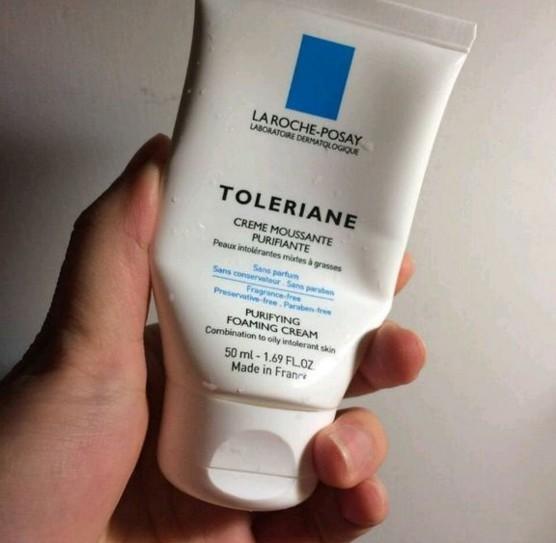 LA ROCHE-POSAY
LABORATOIRE DERMATOLOGIQUE
TOLERIANE
CREME MOUSSANTE
PURIFIANTE
Peaux intolérantes mixtes à grasses
Sans parfum
Sans conservateur . Sans paraben
Fragrance-free
Preservative-free . Paraben-free
PURIFYING
FOAMING CREAM
Combination to oily intolerant skin
50 ml - 1.69 FL.OZ.
Made in France